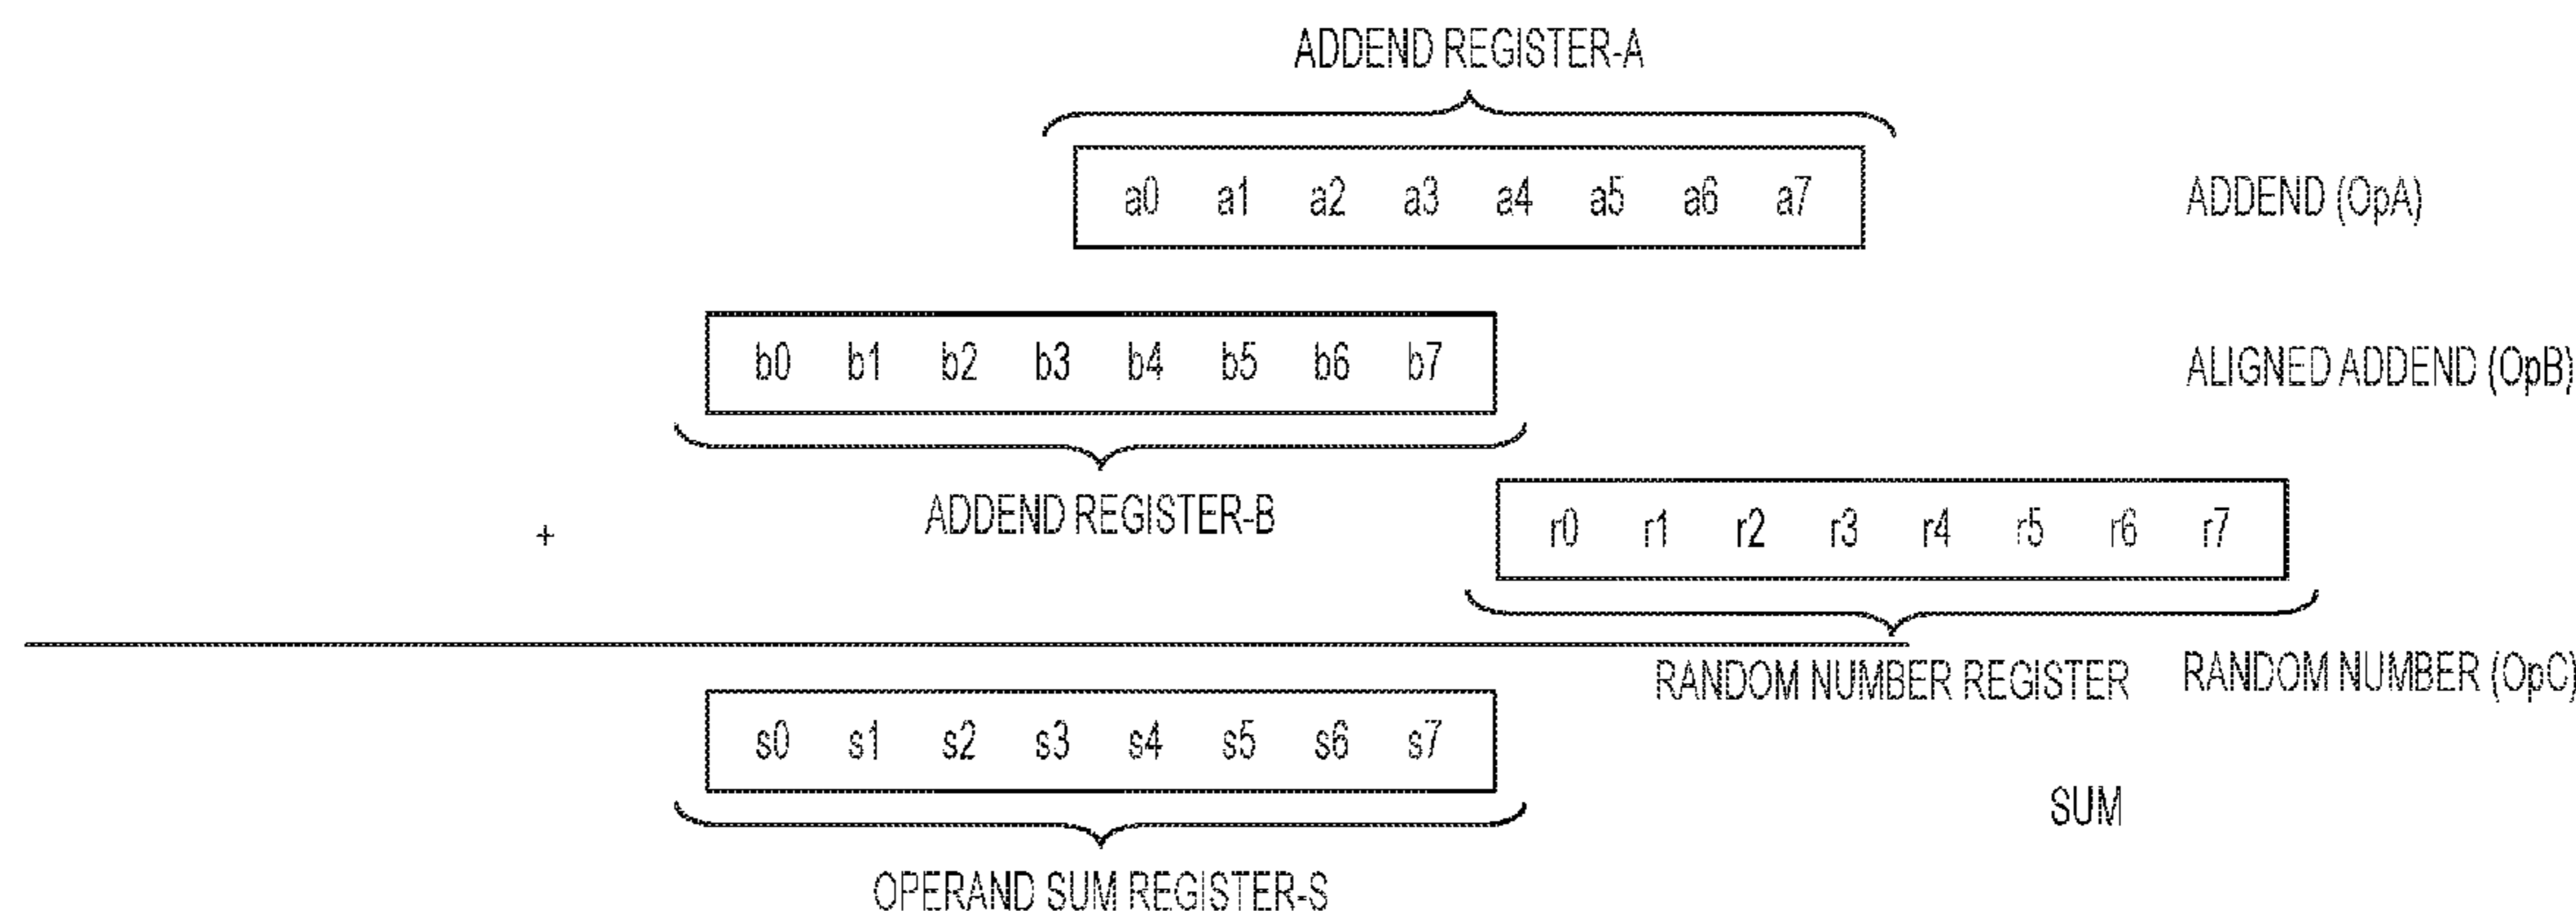 ADDEND REGISTER-A
a0 a1 a2 a3 a4 a5 a6 a7
ADDEND (OpA)
b0 b1 b2 b3 b4 b5 b6 b7
ALIGNED ADDEND (OpB)
ADDEND REGISTER-B
+
r0 r1 r2 r3 r4 r5 r6 r7
RANDOM NUMBER REGISTER
RANDOM NUMBER (OpC)
s0 s1 s2 s3 s4 s5 s6 s7
SUM
OPERAND SUM REGISTER-S